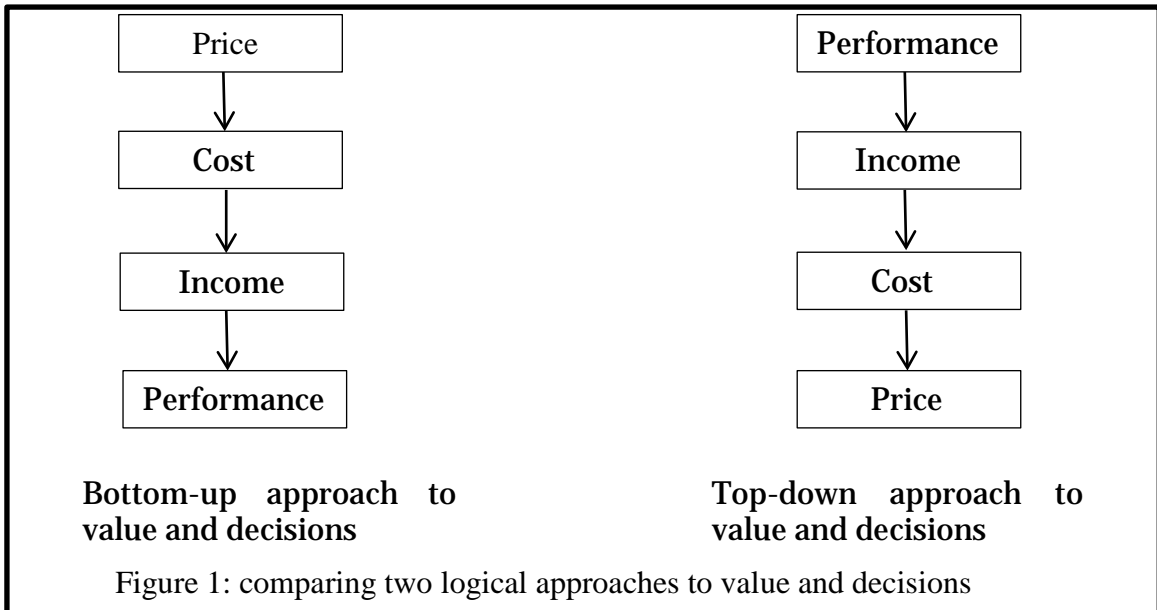 Price
Cost
Income
Performance
Bottom-up approach to
value and decisions
Performance
Income
Cost
Price
Top-down approach to
value and decisions
Figure 1: comparing two logical approaches to value and decisions